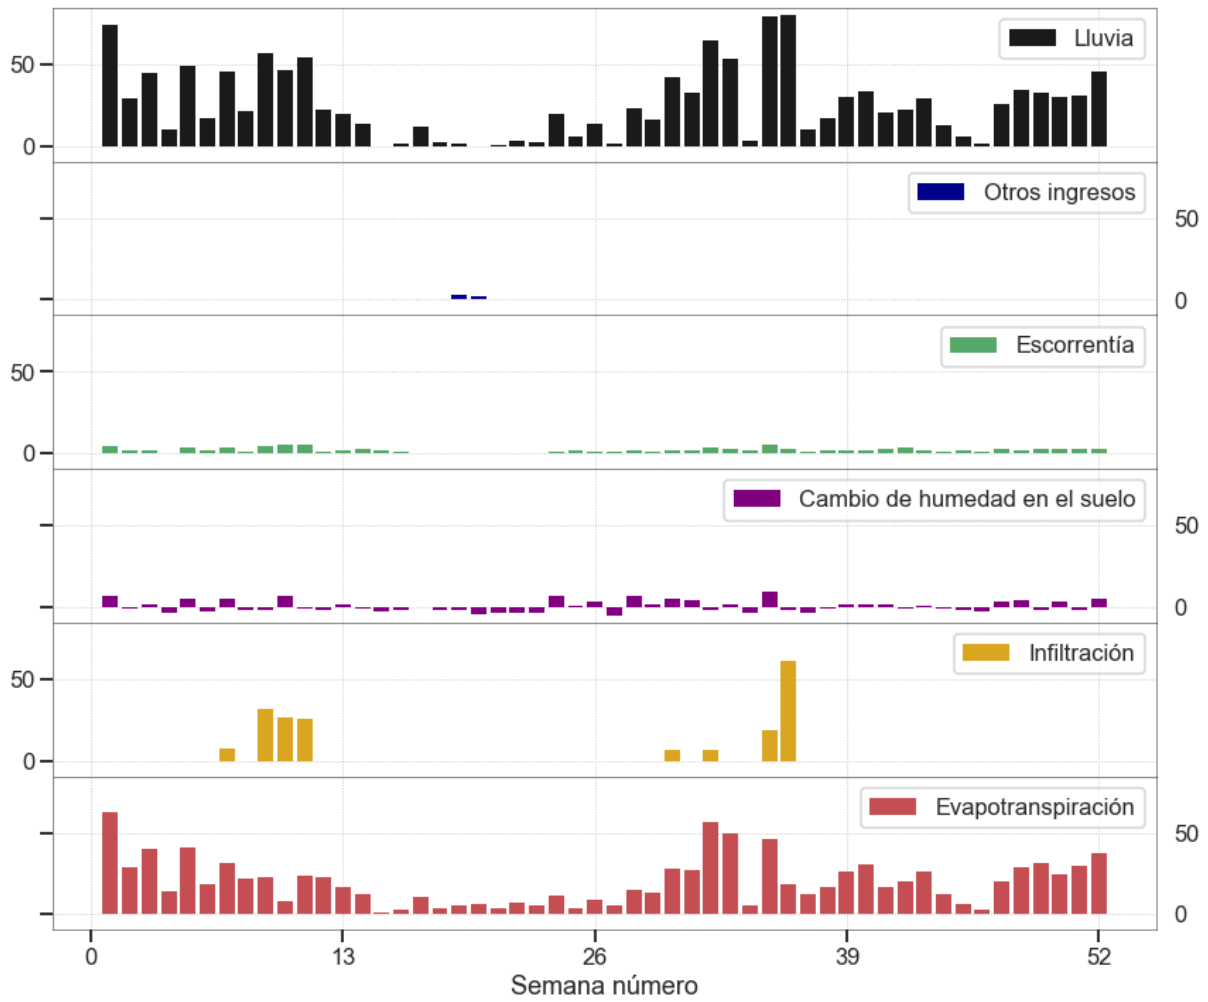 Lluvia
50
0
Otros ingresos
50
0
Escorrentía
50
0
Cambio de humedad en el suelo
50
0
Infiltración
50
0
Evapotranspiración
50
0
0 13 26 39 52
Semana número